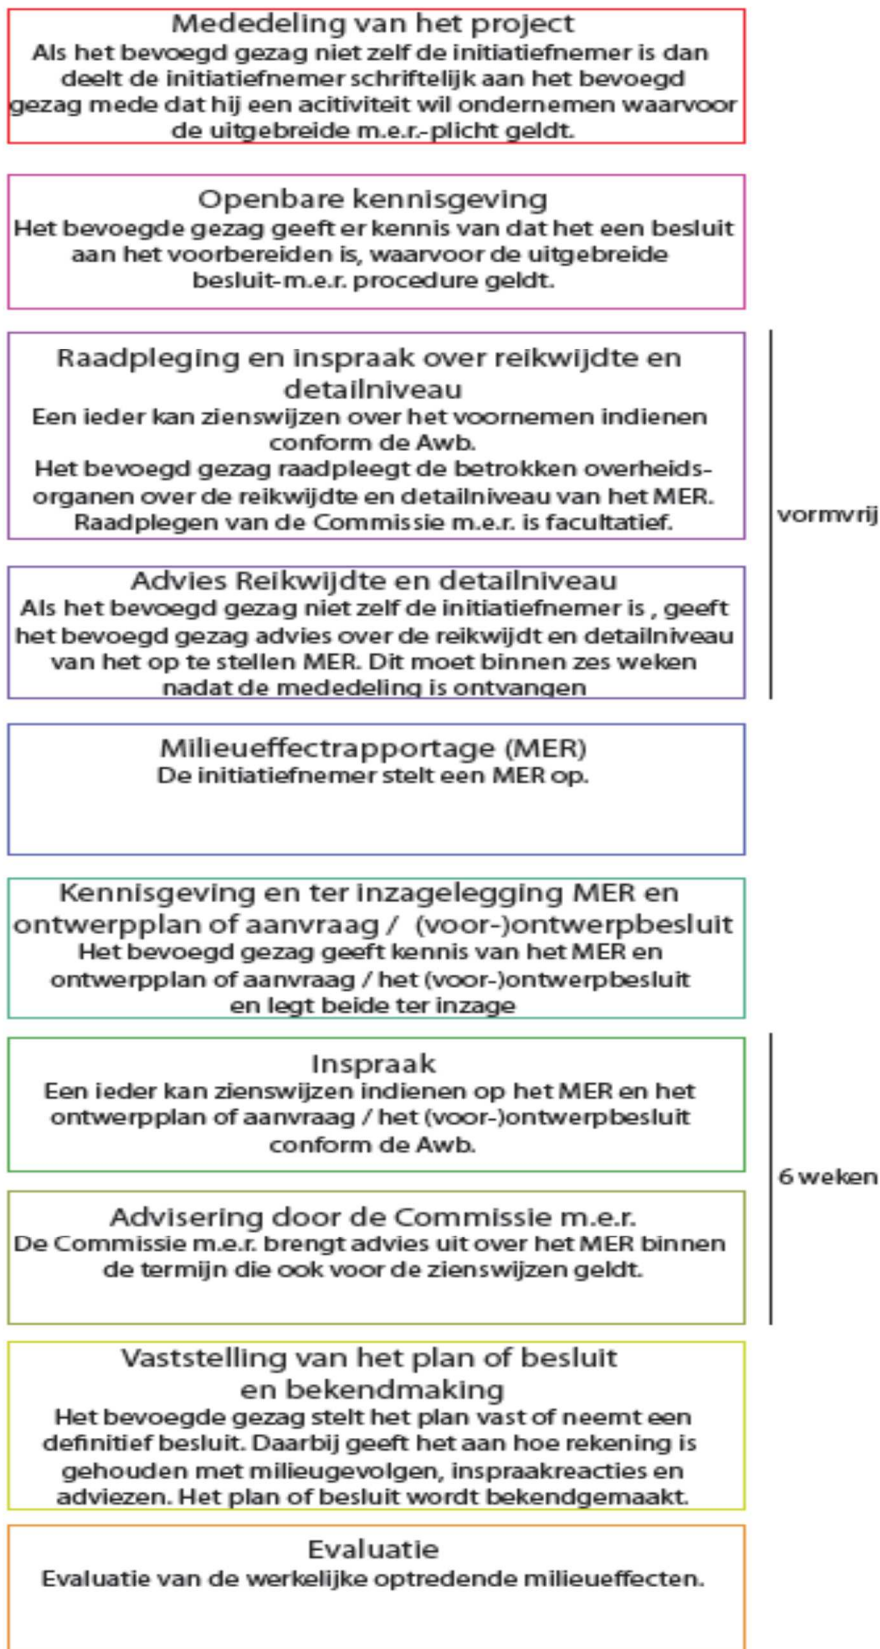 Mededeling van het project
Als het bevoegd gezag niet zelf de initiatiefnemer is dan
deelt de initiatiefnemer schriftelijk aan het bevoegd
gezag mede dat hij een acitiviteit wil ondernemen waarvoor
de uitgebreide m.e.r.-plicht geldt.
Openbare kennisgeving
Het bevoegde gezag geeft er kennis van dat het een besluit
aan het voorbereiden is, waarvoor de uitgebreide
besluit-m.e.r. procedure geldt.
Raadpleging en inspraak over reikwijdte en
detailniveau
Een ieder kan zienswijzen over het voornemen indienen
conform de Awb.
Het bevoegd gezag raadpleegt de betrokken overheids-
organen over de reikwijdte en detailniveau van het MER.
Raadplegen van de Commissie m.e.r. is facultatief.
vormvrij
Advies Reikwijdte en detailniveau
Als het bevoegd gezag niet zelf de initiatiefnemer is , geeft
het bevoegd gezag advies over de reikwijdt en detailniveau
van het op te stellen MER. Dit moet binnen zes weken
nadat de mededeling is ontvangen
Milieueffectrapportage (MER)
De initiatiefnemer stelt een MER op.
Kennisgeving en ter inzagelegging MER en
ontwerpplan of aanvraag / (voor-)ontwerpbesluit
Het bevoegd gezag geeft kennis van het MER en
ontwerpplan of aanvraag / het (voor-)ontwerpbesluit
en legt beide ter inzage
Inspraak
Een ieder kan zienswijzen indienen op het MER en het
ontwerpplan of aanvraag / het (voor-)ontwerpbesluit
conform de Awb.
6 weken
Advisering door de Commissie m.e.r.
De Commissie m.e.r. brengt advies uit over het MER binnen
de termijn die ook voor de zienswijzen geldt.
Vaststelling van het plan of besluit
en bekendmaking
Het bevoegde gezag stelt het plan vast of neemt een
definitief besluit. Daarbij geeft het aan hoe rekening is
gehouden met milieugevolgen, inspraakreacties en
adviezen. Het plan of besluit wordt bekendgemaakt.
Evaluatie
Evaluatie van de werkelijke optredende milieueffecten.